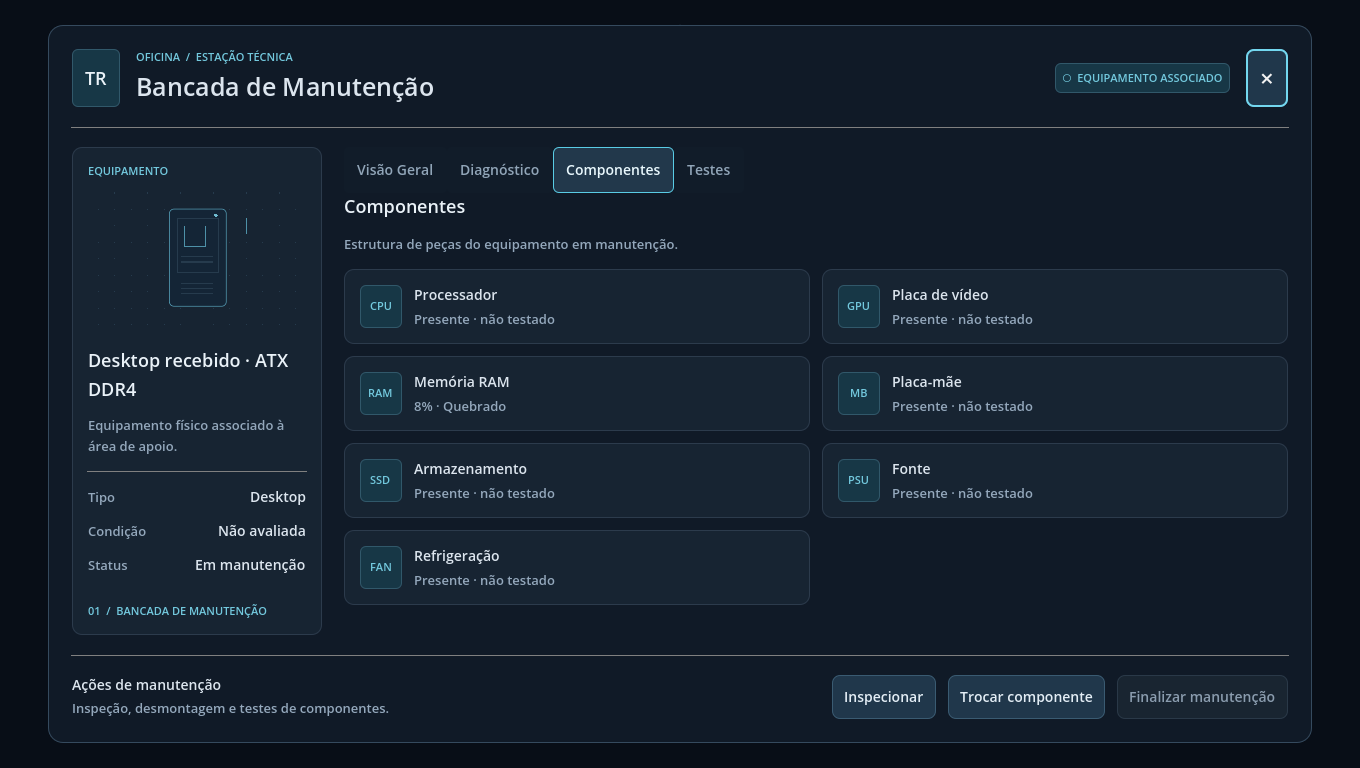 TR
OFICINA / ESTAÇÃO TÉCNICA
Bancada de Manutenção
EQUIPAMENTO ASSOCIADO
×
EQUIPAMENTO
Desktop recebido · ATX
DDR4
Equipamento físico associado à
área de apoio.
Tipo Desktop
Condição Não avaliada
Status Em manutenção
01 / BANCADA DE MANUTENÇÃO
Visão Geral Diagnóstico Componentes Testes
Componentes
Estrutura de peças do equipamento em manutenção.
CPU
Processador
Presente · não testado
GPU
Placa de vídeo
Presente · não testado
RAM
Memória RAM
8% · Quebrado
MB
Placa-mãe
Presente · não testado
SSD
Armazenamento
Presente · não testado
PSU
Fonte
Presente · não testado
FAN
Refrigeração
Presente · não testado
Ações de manutenção
Inspeção, desmontagem e testes de componentes.
Inspecionar
Trocar componente
Finalizar manutenção